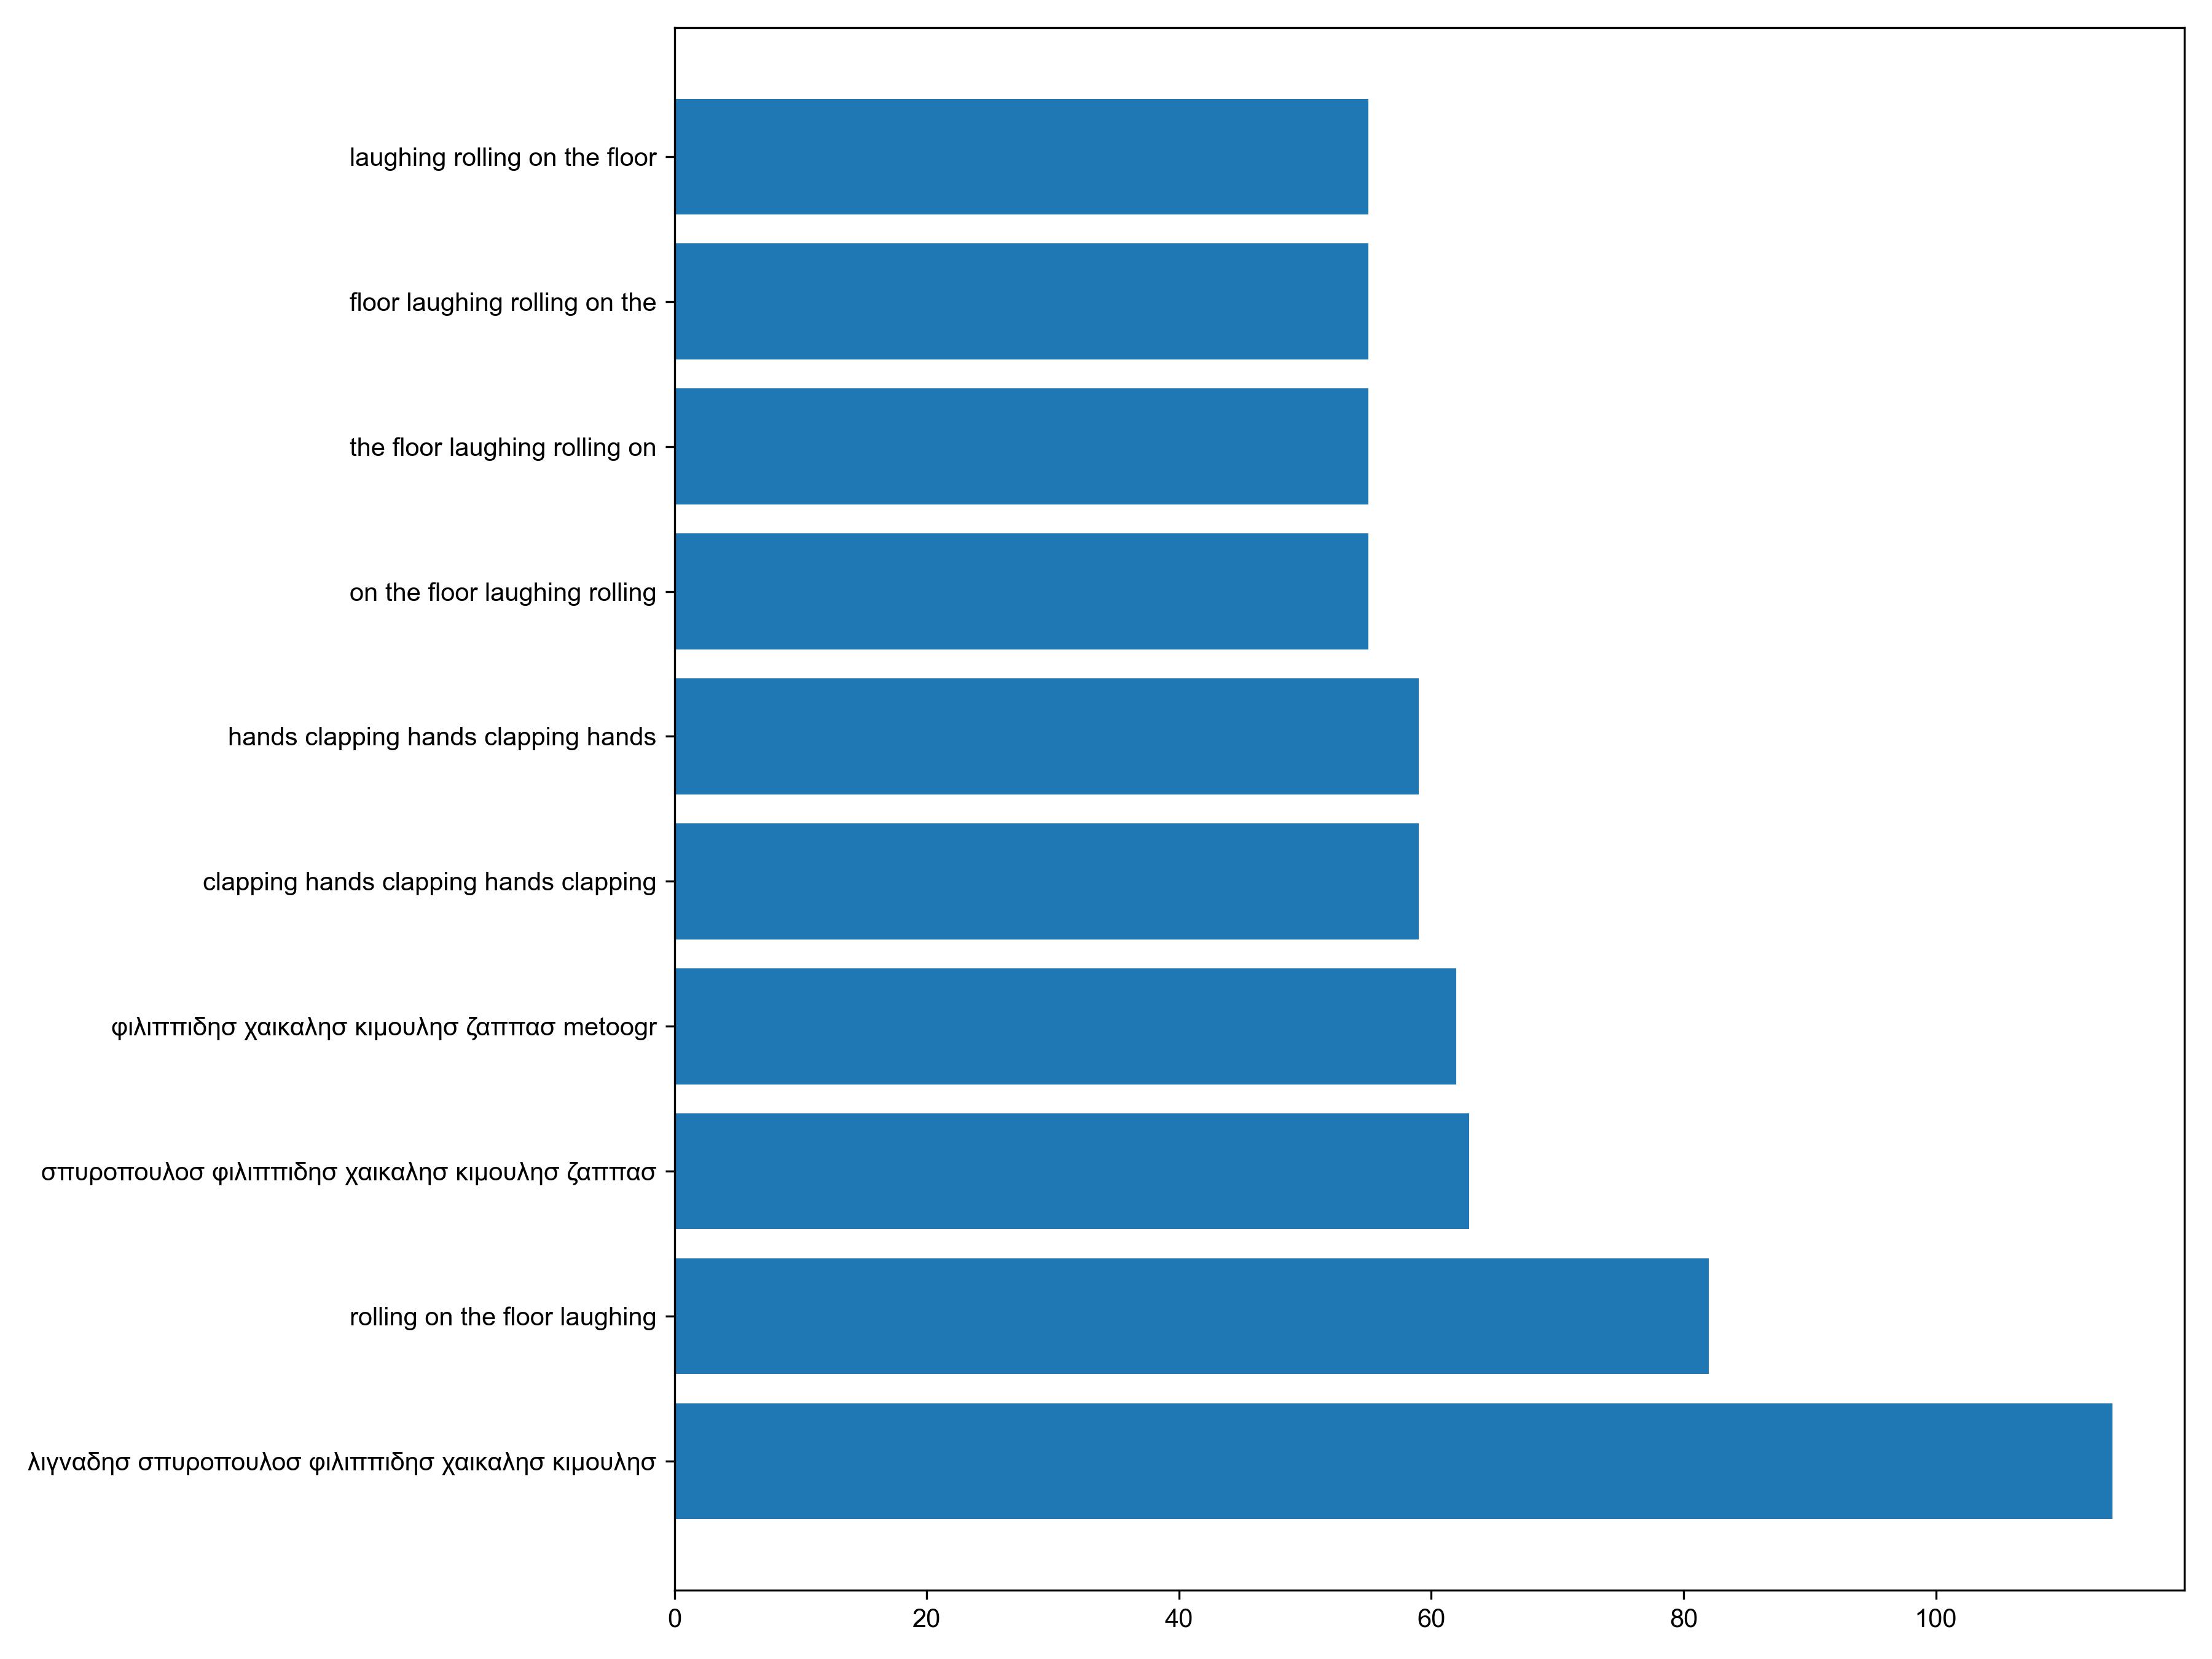 laughing rolling on the floor
floor laughing rolling on the
the floor laughing rolling on
on the floor laughing rolling
hands clapping hands clapping hands
clapping hands clapping hands clapping
φιλιππιδησ χαικαλησ κιμουλησ ζαππασ metoogr
σπυροπουλοσ φιλιππιδησ χαικαλησ κιμουλησ ζαππασ
rolling on the floor laughing
λιγναδησ σπυροπουλοσ φιλιππιδησ χαικαλησ κιμουλησ
0 20 40 60 80 100